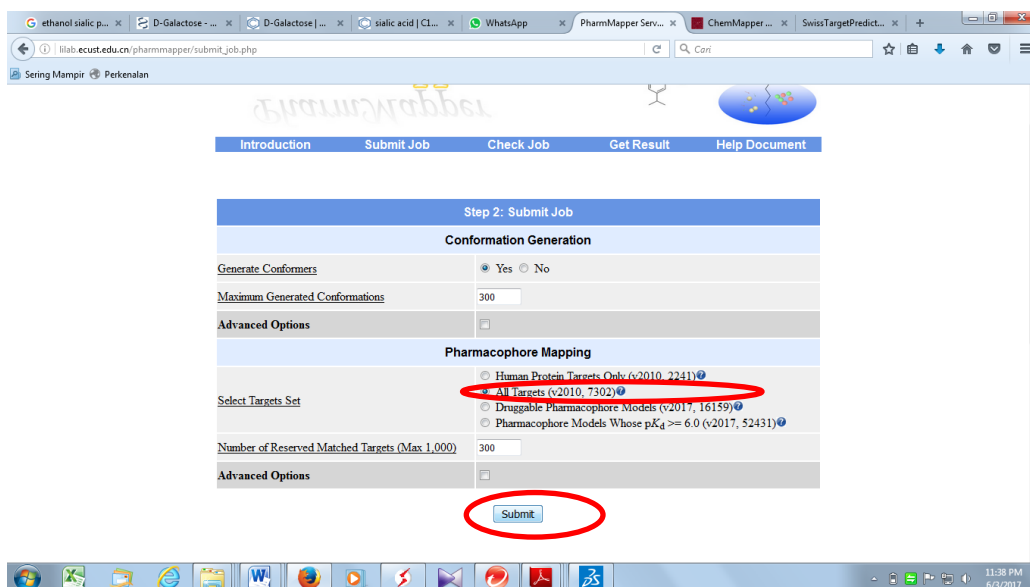 ethanol sialic p...
D-Galactose - ...
D-Galactose | ...
sialic acid | C1...
WhatsApp
PharmMapper Serv...
ChemMapper ...
SwissTargetPredict...
lilab.ecust.edu.cn/pharmmapper/submit_job.php
Cari
Sering Mampir
Perkenalan
PharmMapper
Introduction
Submit Job
Check Job
Get Result
Help Document
Step 2: Submit Job
Conformation Generation
Generate Conformers
Yes
No
Maximum Generated Conformations
300
Advanced Options
Pharmacophore Mapping
Select Targets Set
Human Protein Targets Only (v2010, 2241)
All Targets (v2010, 7302)
Druggable Pharmacophore Models (v2017, 16159)
Pharmacophore Models Whose pKd >= 6.0 (v2017, 52431)
Number of Reserved Matched Targets (Max 1,000)
300
Advanced Options
Submit
11:38 PM
6/3/2017